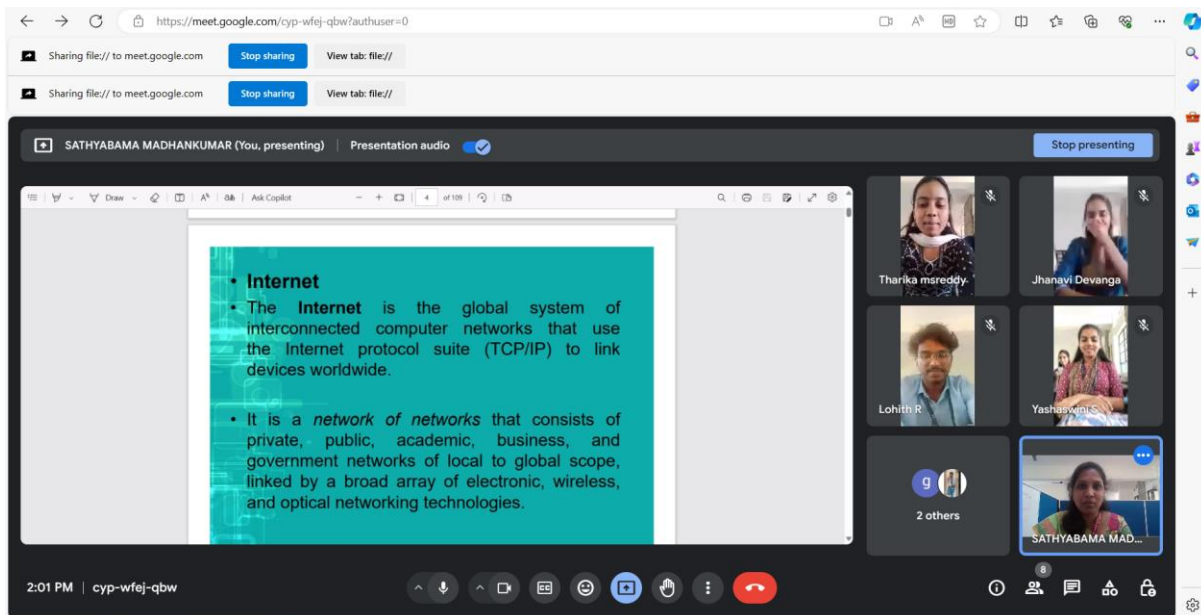 https://meet.google.com/cyp-wfej-qbw?authuser=0
Sharing file:// to meet.google.com
Stop sharing
View tab: file://
Sharing file:// to meet.google.com
Stop sharing
View tab: file://
SATHYABAMA MADHANKUMAR (You, presenting) | Presentation audio
Stop presenting
Draw
Ask Copilot
4 of 109
• Internet
• The Internet is the global system of
interconnected computer networks that use
the Internet protocol suite (TCP/IP) to link
devices worldwide.
• It is a network of networks that consists of
private, public, academic, business, and
government networks of local to global scope,
linked by a broad array of electronic, wireless,
and optical networking technologies.
Tharika msreddy
Jhanavi Devanga
Lohith R
Yashaswini S
g
2 others
SATHYABAMA MAD...
2:01 PM | cyp-wfej-qbw
CC
8